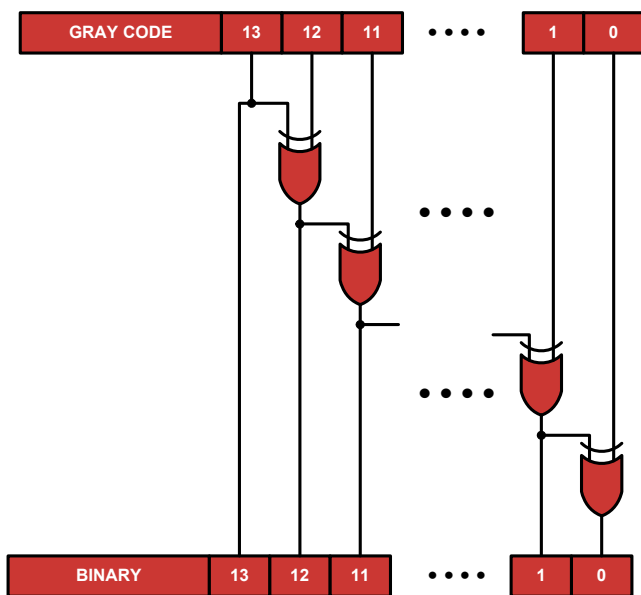 GRAY CODE 13 12 11 •••• 1 0
••••
••••
BINARY 13 12 11 •••• 1 0